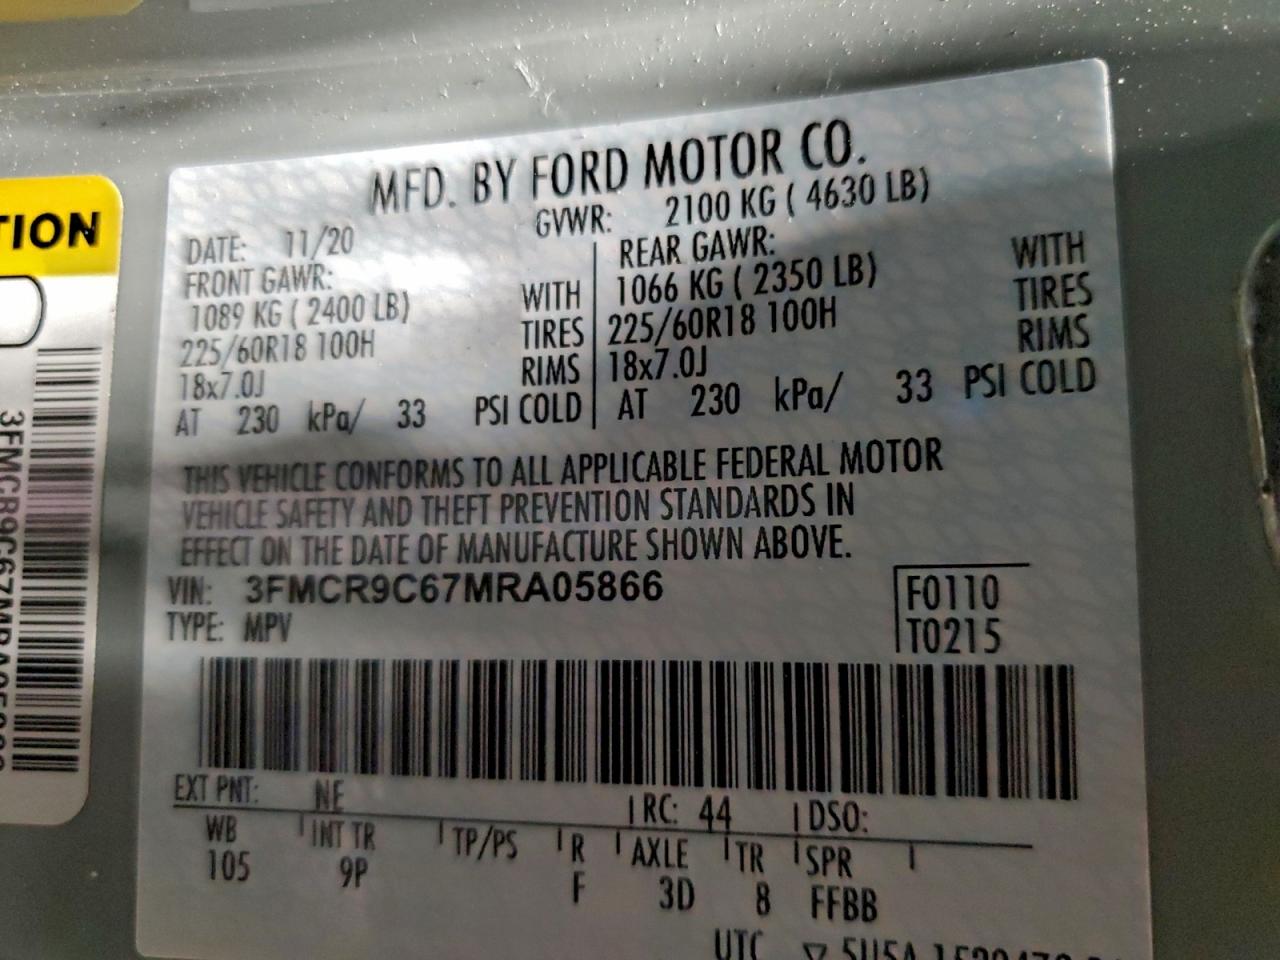 MFD. BY FORD MOTOR CO.
DATE: 11/20 GVWR: 2100 KG ( 4630 LB)
FRONT GAWR: REAR GAWR:
1089 KG ( 2400 LB) WITH 1066 KG ( 2350 LB) WITH
225/60R18 100H TIRES 225/60R18 100H TIRES
18x7.0J RIMS 18x7.0J RIMS
AT 230 kPa/ 33 PSI COLD AT 230 kPa/ 33 PSI COLD
THIS VEHICLE CONFORMS TO ALL APPLICABLE FEDERAL MOTOR
VEHICLE SAFETY AND THEFT PREVENTION STANDARDS IN
EFFECT ON THE DATE OF MANUFACTURE SHOWN ABOVE.
VIN: 3FMCR9C67MRA05866 F0110
TYPE: MPV T0215
EXT PNT: NE RC: 44 DSO:
WB INT TR TP/PS R AXLE TR SPR
105 9P F 3D 8 FFBB
UTC
TION
3FMCR9C67MRA05866